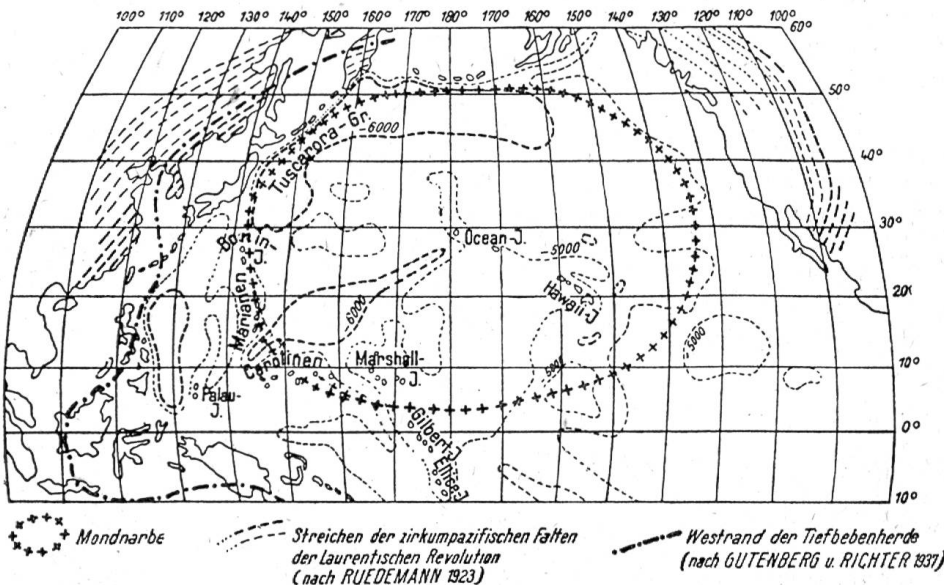 100° 110° 120° 130° 140° 150° 160° 170° 180° 170° 160° 150° 140° 130° 120° 110° 100°
60°
50°
-6000
Tuscarora-Gr.
40°
30°
Bonin-
J.
Ocean-J.
-5000
Marianen
Hawaii-J.
20°
-6000
5000
Carolinen
Marshall-
J.
5000
10°
Palau-
J.
Gilbert-J.
Ellice-J.
0°
10°
Mondnarbe
Streichen der zirkumpazifischen Falten
der Laurentischen Revolution
(nach RUEDEMANN 1923)
Westrand der Tiefbebenherde
(nach GUTENBERG u. RICHTER 1937)